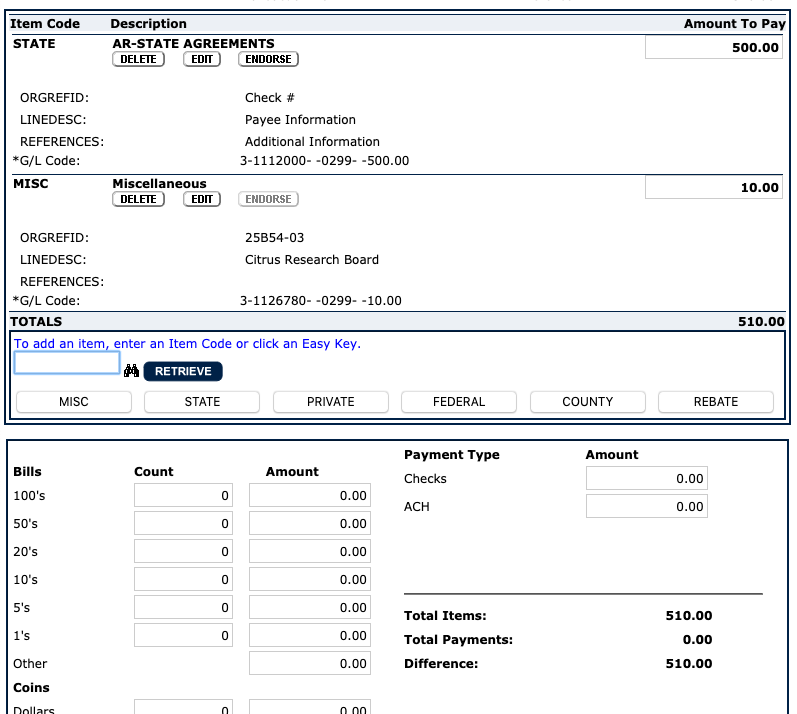 Item Code Description Amount To Pay
STATE AR-STATE AGREEMENTS 500.00
DELETE EDIT ENDORSE
ORGREFID: Check #
LINEDESC: Payee Information
REFERENCES: Additional Information
*G/L Code: 3-1112000- -0299- -500.00
MISC Miscellaneous 10.00
DELETE EDIT ENDORSE
ORGREFID: 25B54-03
LINEDESC: Citrus Research Board
REFERENCES:
*G/L Code: 3-1126780- -0299- -10.00
TOTALS 510.00
To add an item, enter an Item Code or click an Easy Key.
RETRIEVE
MISC STATE PRIVATE FEDERAL COUNTY REBATE
Payment Type Amount
Bills Count Amount
Checks 0.00
100's 0 0.00
ACH 0.00
50's 0 0.00
20's 0 0.00
10's 0 0.00
5's 0 0.00
Total Items: 510.00
1's 0 0.00
Total Payments: 0.00
Other 0.00
Difference: 510.00
Coins
Dollars 0 0.00